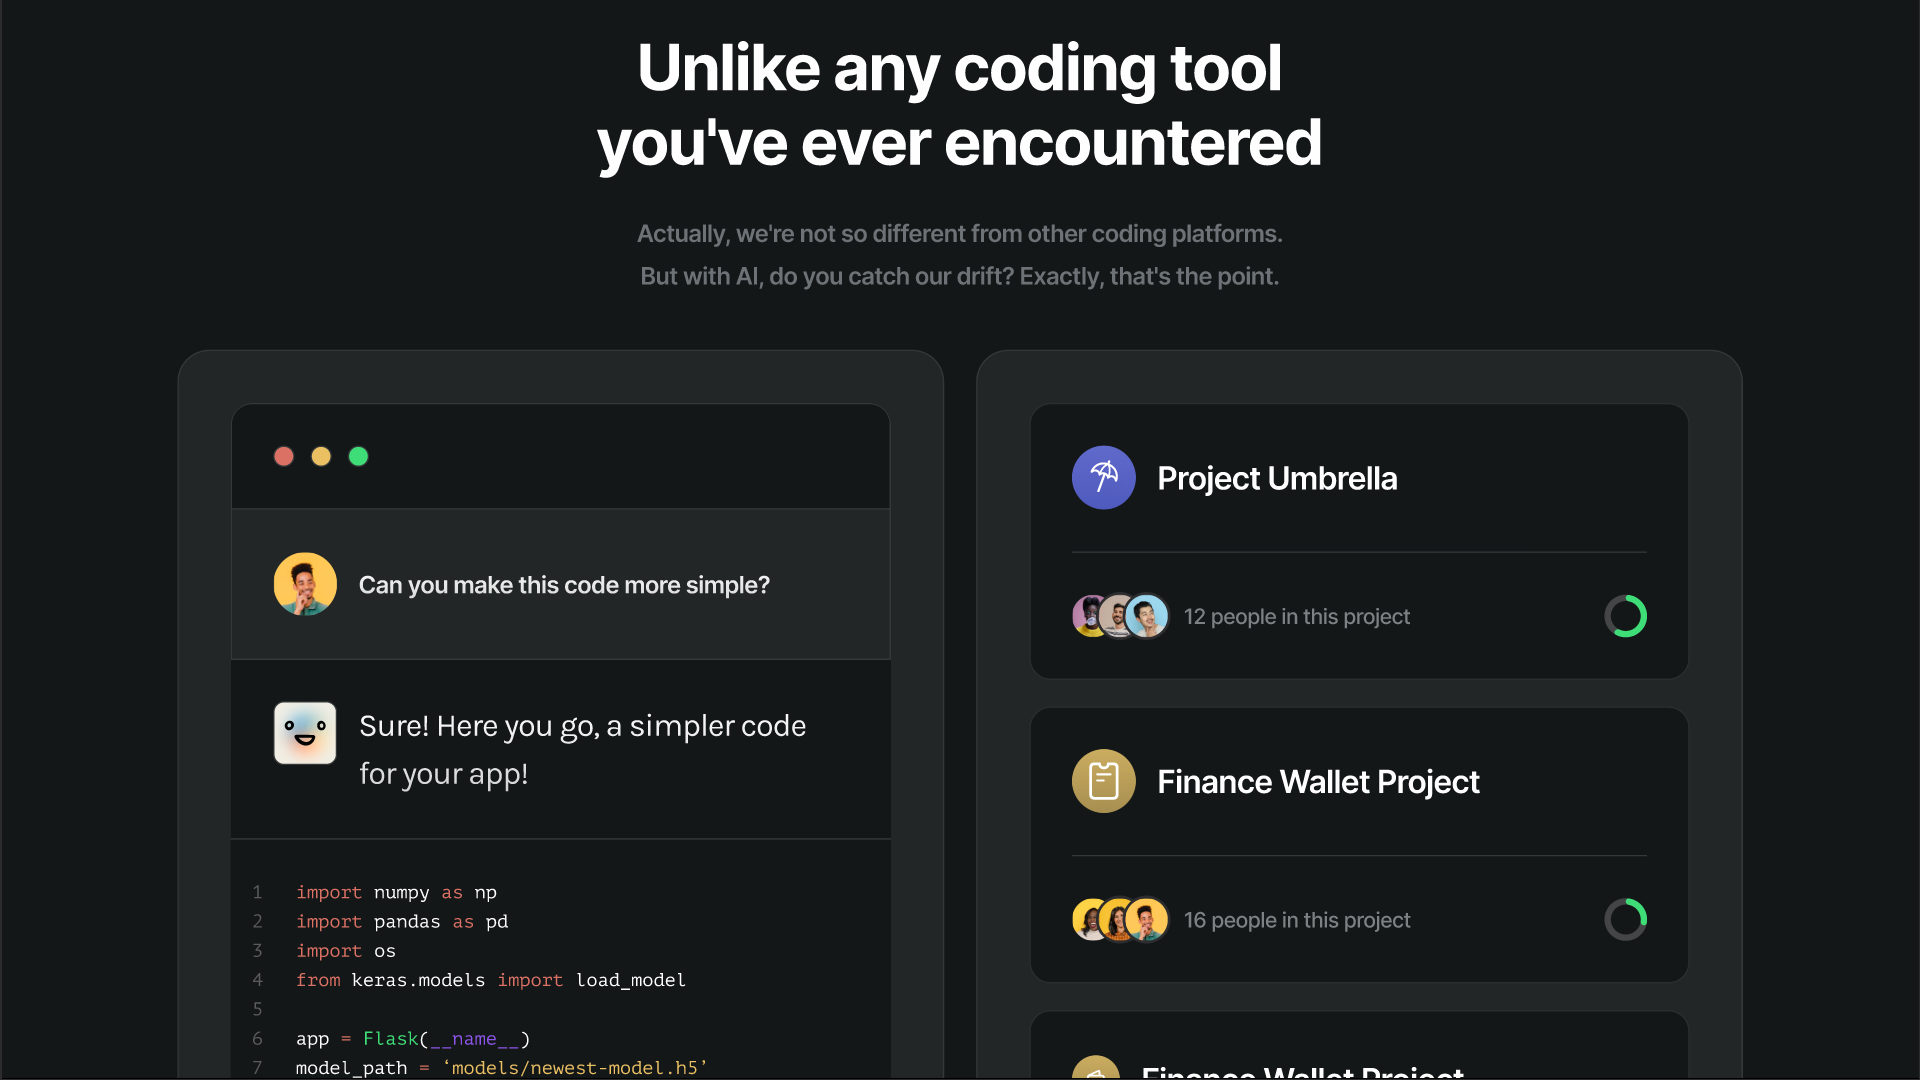 Unlike any coding tool
you've ever encountered
Actually, we're not so different from other coding platforms.
But with AI, do you catch our drift? Exactly, that's the point.
Can you make this code more simple?
Sure! Here you go, a simpler code
for your app!
1 import numpy as np
2 import pandas as pd
3 import os
4 from keras.models import load_model
5
6 app = Flask(__name__)
7 model_path = ‘models/newest-model.h5’
Project Umbrella
12 people in this project
Finance Wallet Project
16 people in this project
Finance Wallet Project